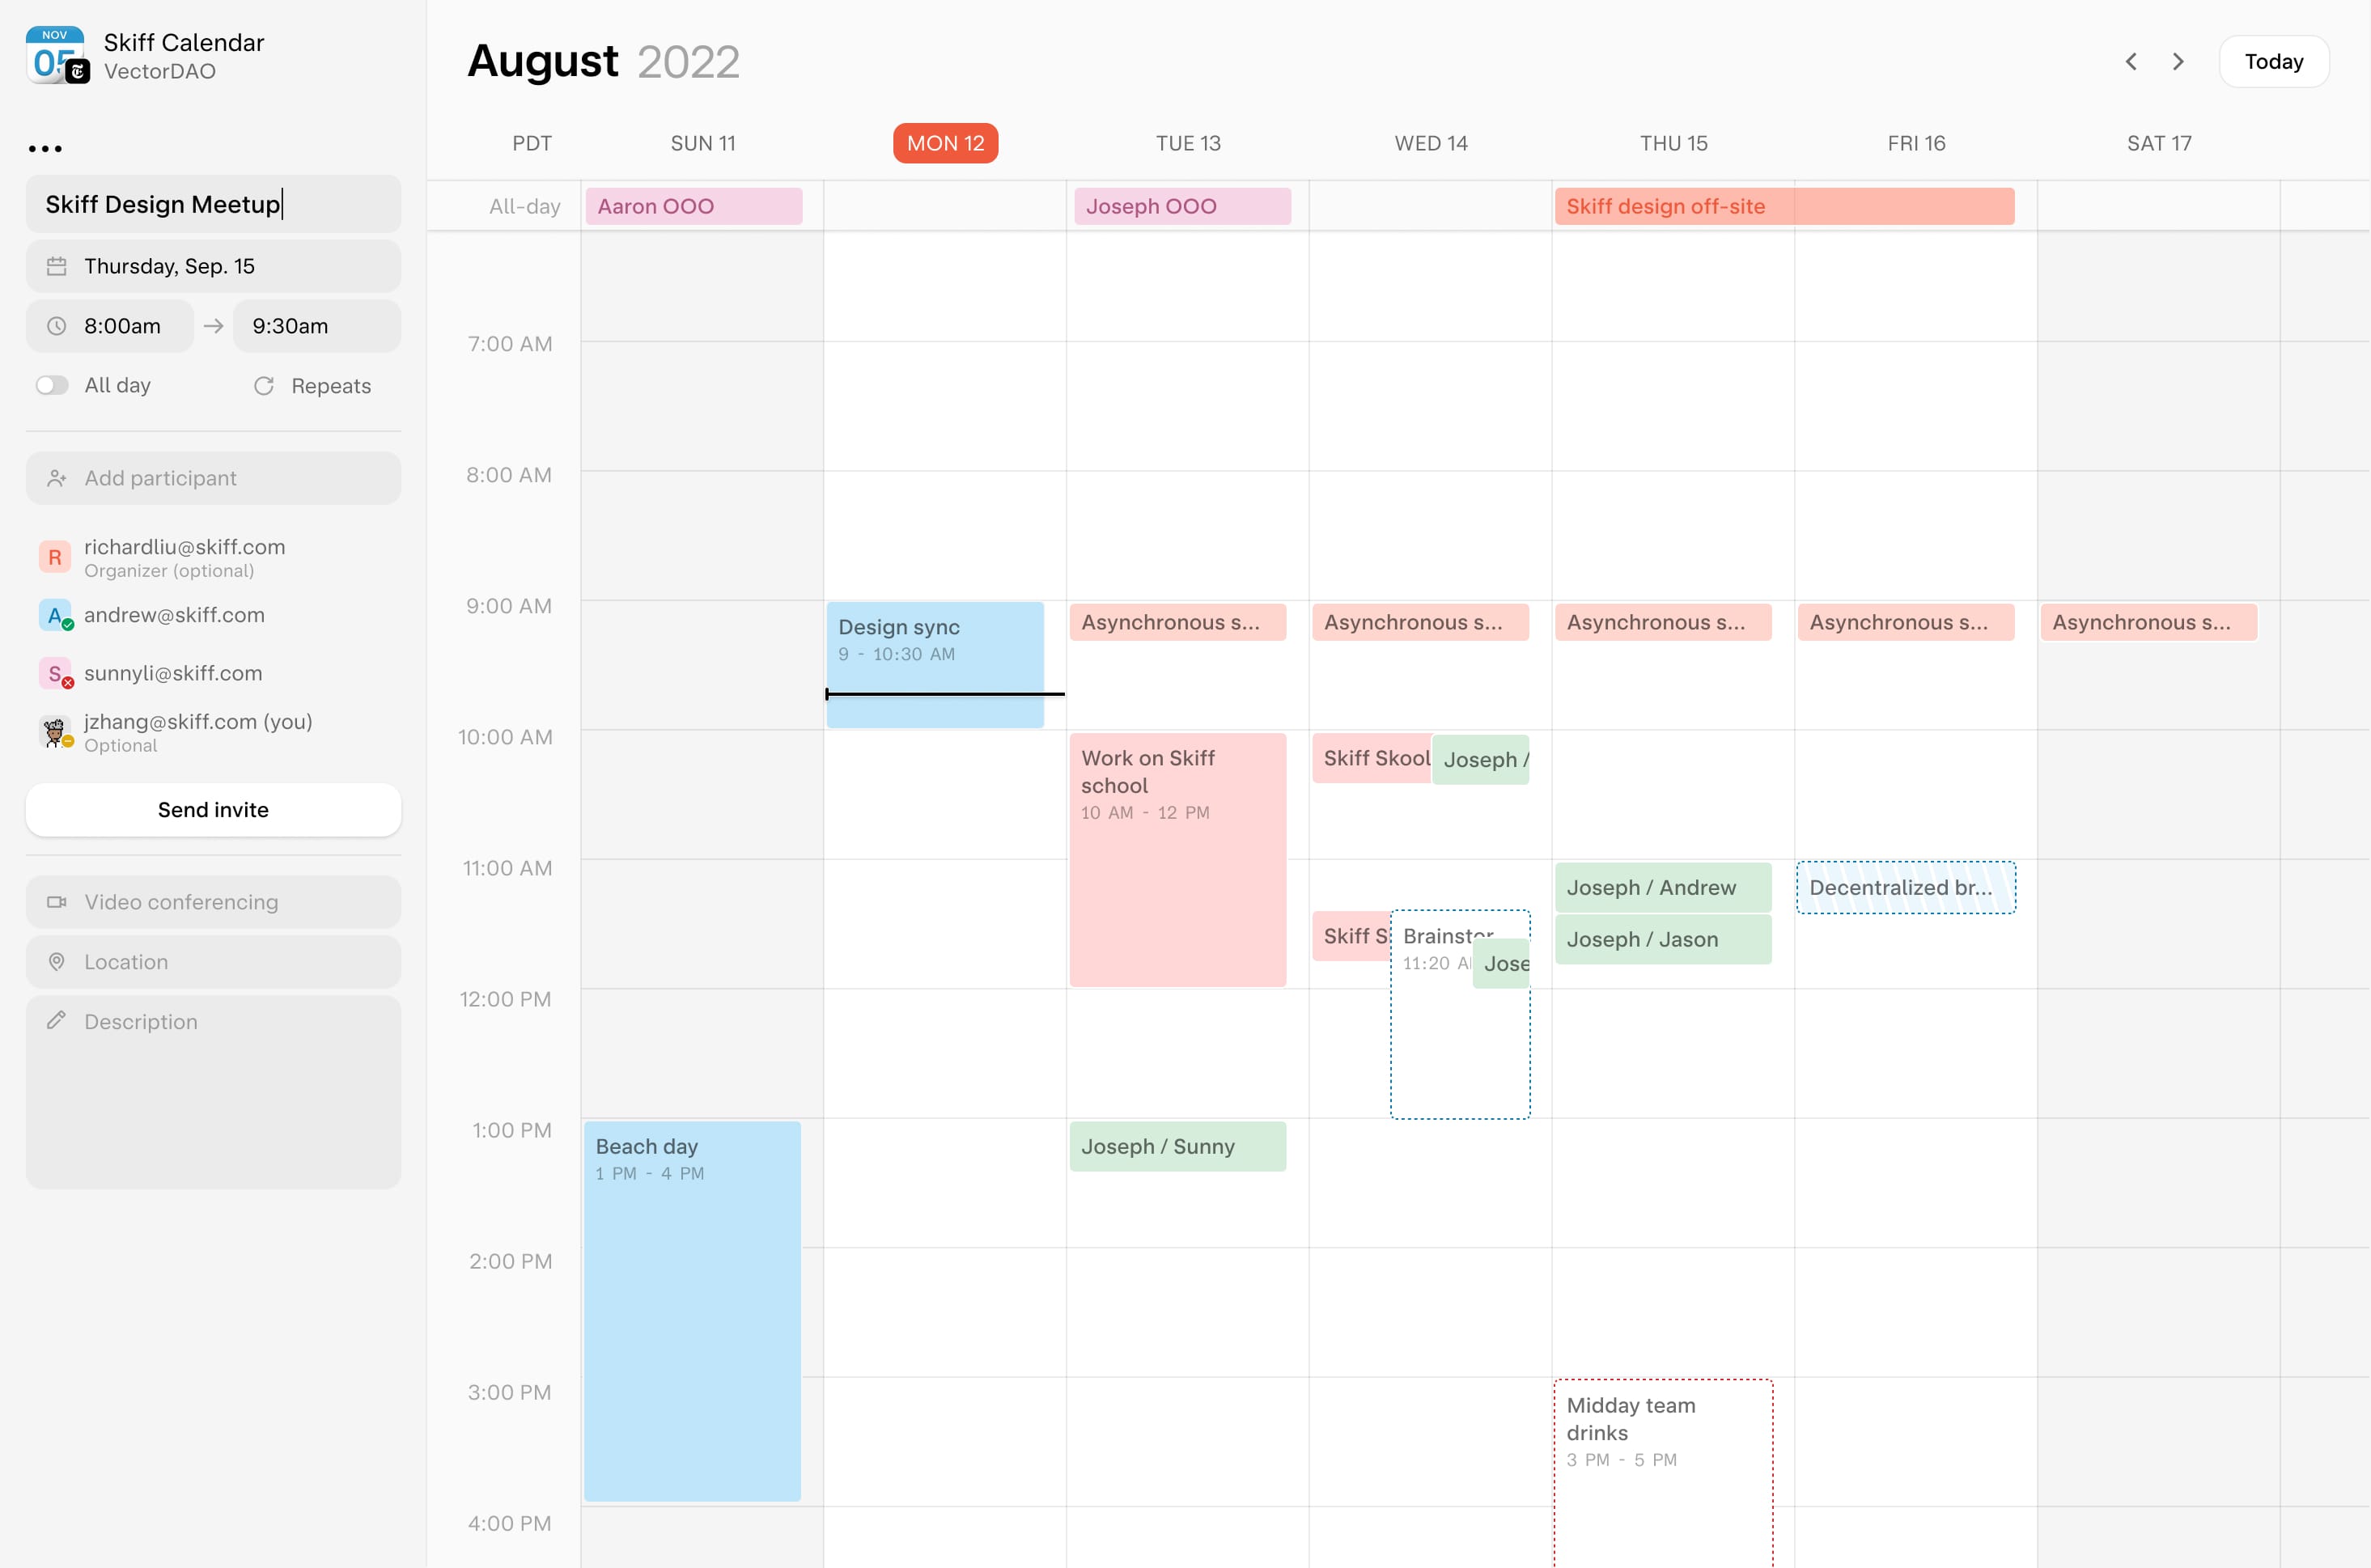 NOV
05
Skiff Calendar
VectorDAO
Skiff Design Meetup
Thursday, Sep. 15
8:00am
9:30am
All day
Repeats
Add participant
R
richardliu@skiff.com
Organizer (optional)
A
andrew@skiff.com
S
sunnyli@skiff.com
jzhang@skiff.com (you)
Optional
Send invite
Video conferencing
Location
Description
August 2022
Today
PDT
SUN 11
MON 12
TUE 13
WED 14
THU 15
FRI 16
SAT 17
All-day
Aaron OOO
Joseph OOO
Skiff design off-site
7:00 AM
8:00 AM
9:00 AM
Design sync
9 - 10:30 AM
Asynchronous s...
Asynchronous s...
Asynchronous s...
Asynchronous s...
Asynchronous s...
10:00 AM
Work on Skiff
school
10 AM - 12 PM
Skiff Skool
Joseph /
11:00 AM
Joseph / Andrew
Decentralized br...
Skiff S
Brainstor
11:20 A
Jose
Joseph / Jason
12:00 PM
1:00 PM
Beach day
1 PM - 4 PM
Joseph / Sunny
2:00 PM
3:00 PM
Midday team
drinks
3 PM - 5 PM
4:00 PM